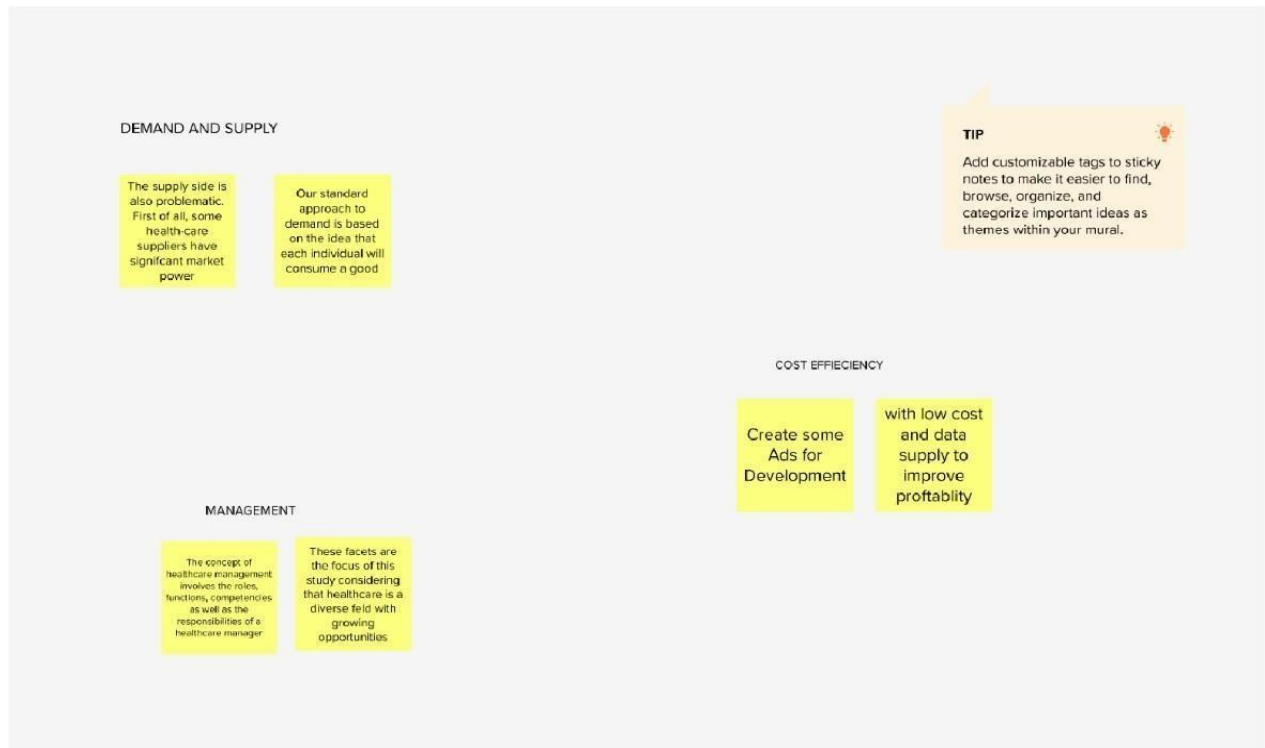 DEMAND AND SUPPLY
The supply side is
also problematic.
First of all, some
health-care
suppliers have
signifcant market
power
Our standard
approach to
demand is based
on the idea that
each individual will
consume a good
TIP
Add customizable tags to sticky
notes to make it easier to find,
browse, organize, and
categorize important ideas as
themes within your mural.
COST EFFIECIENCY
Create some
Ads for
Development
with low cost
and data
supply to
improve
proftablity
MANAGEMENT
The concept of
healthcare management
involves the roles,
functions, competencies
as well as the
responsibilities of a
healthcare manager
These facets are
the focus of this
study considering
that healthcare is a
diverse feld with
growing
opportunities